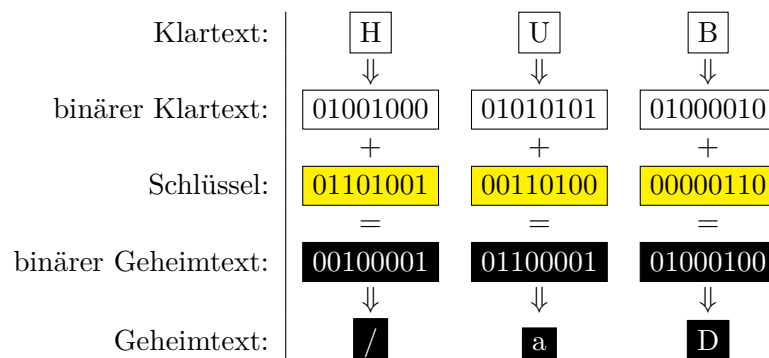 Klartext: H U B
⇓ ⇓ ⇓
binärer Klartext: 01001000 01010101 01000010
+ + +
Schlüssel: 01101001 00110100 00000110
= = =
binärer Geheimtext: 00100001 01100001 01000100
⇓ ⇓ ⇓
Geheimtext: / a D